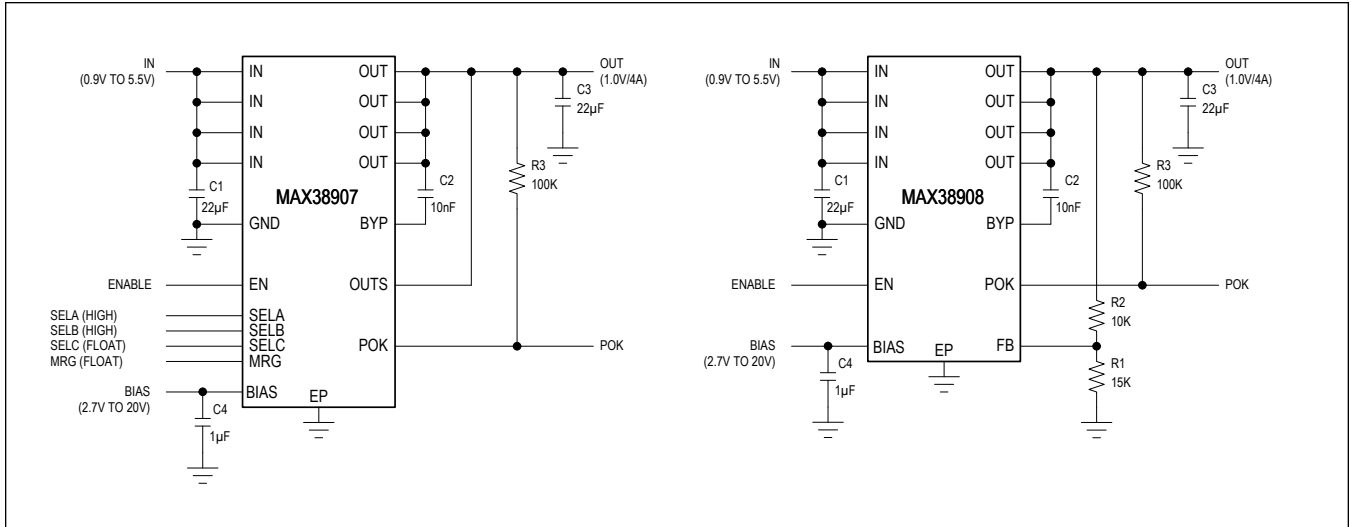 IN
(0.9V TO 5.5V)
IN
IN
IN
IN
C1
22µF
GND
ENABLE
EN
SELA (HIGH)
SELB (HIGH)
SELC (FLOAT)
MRG (FLOAT)
SELA
SELB
SELC
MRG
BIAS
(2.7V TO 20V)
BIAS
C4
1µF
EP
MAX38907
OUT
OUT
OUT
OUT
C2
10nF
BYP
OUTS
POK
R3
100K
C3
22µF
OUT
(1.0V/4A)
POK
IN
(0.9V TO 5.5V)
IN
IN
IN
IN
C1
22µF
GND
ENABLE
EN
BIAS
(2.7V TO 20V)
BIAS
C4
1µF
EP
MAX38908
OUT
OUT
OUT
OUT
C2
10nF
BYP
POK
FB
R3
100K
R2
10K
R1
15K
C3
22µF
OUT
(1.0V/4A)
POK